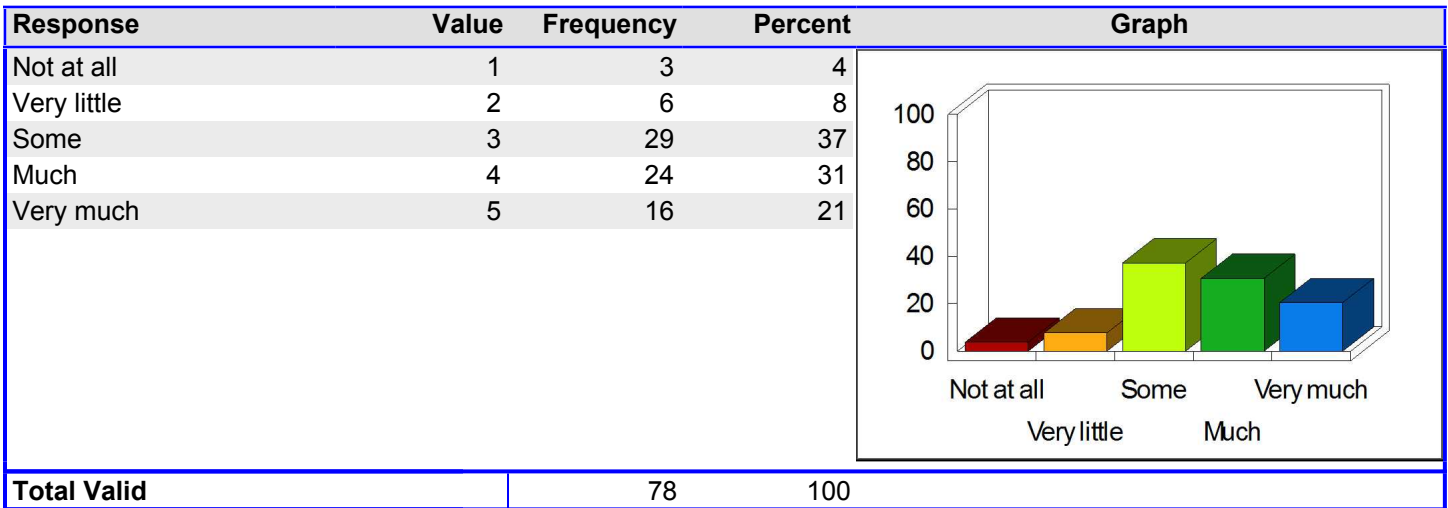 Response Value Frequency Percent Graph
Not at all 1 3 4
Very little 2 6 8
Some 3 29 37
Much 4 24 31
Very much 5 16 21
100
80
60
40
20
0
Not at all Some Very much
Very little Much
Total Valid 78 100